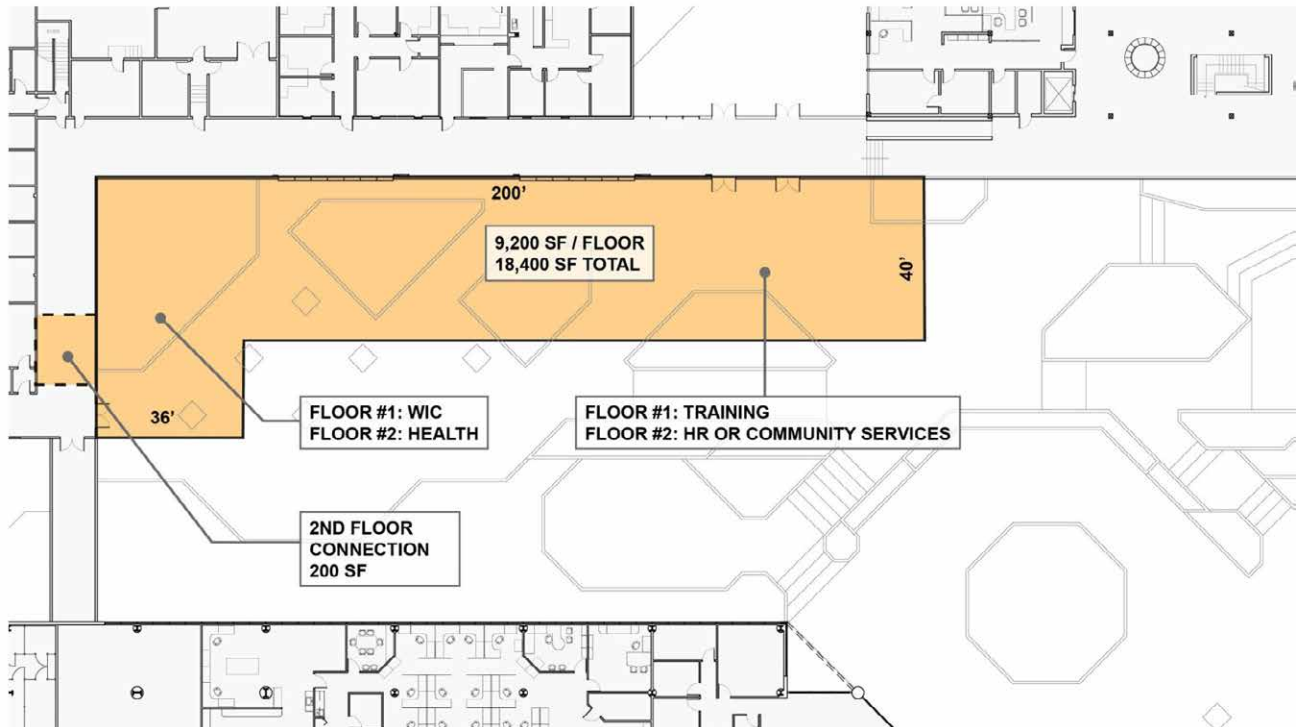 200'
9,200 SF / FLOOR
18,400 SF TOTAL
40'
36'
FLOOR #1: WIC
FLOOR #2: HEALTH
FLOOR #1: TRAINING
FLOOR #2: HR OR COMMUNITY SERVICES
2ND FLOOR
CONNECTION
200 SF